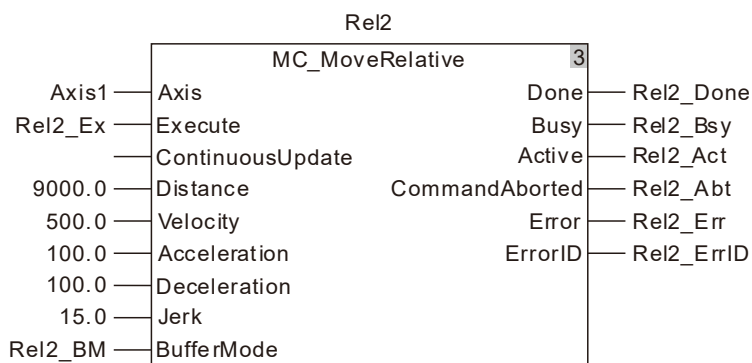 Rel2
MC_MoveRelative 3
Axis1 Axis Done Rel2_Done
Rel2_Ex Execute Busy Rel2_Bsy
ContinuousUpdate Active Rel2_Act
9000.0 Distance CommandAborted Rel2_Abt
500.0 Velocity Error Rel2_Err
100.0 Acceleration ErrorID Rel2_ErrID
100.0 Deceleration
15.0 Jerk
Rel2_BM BufferMode